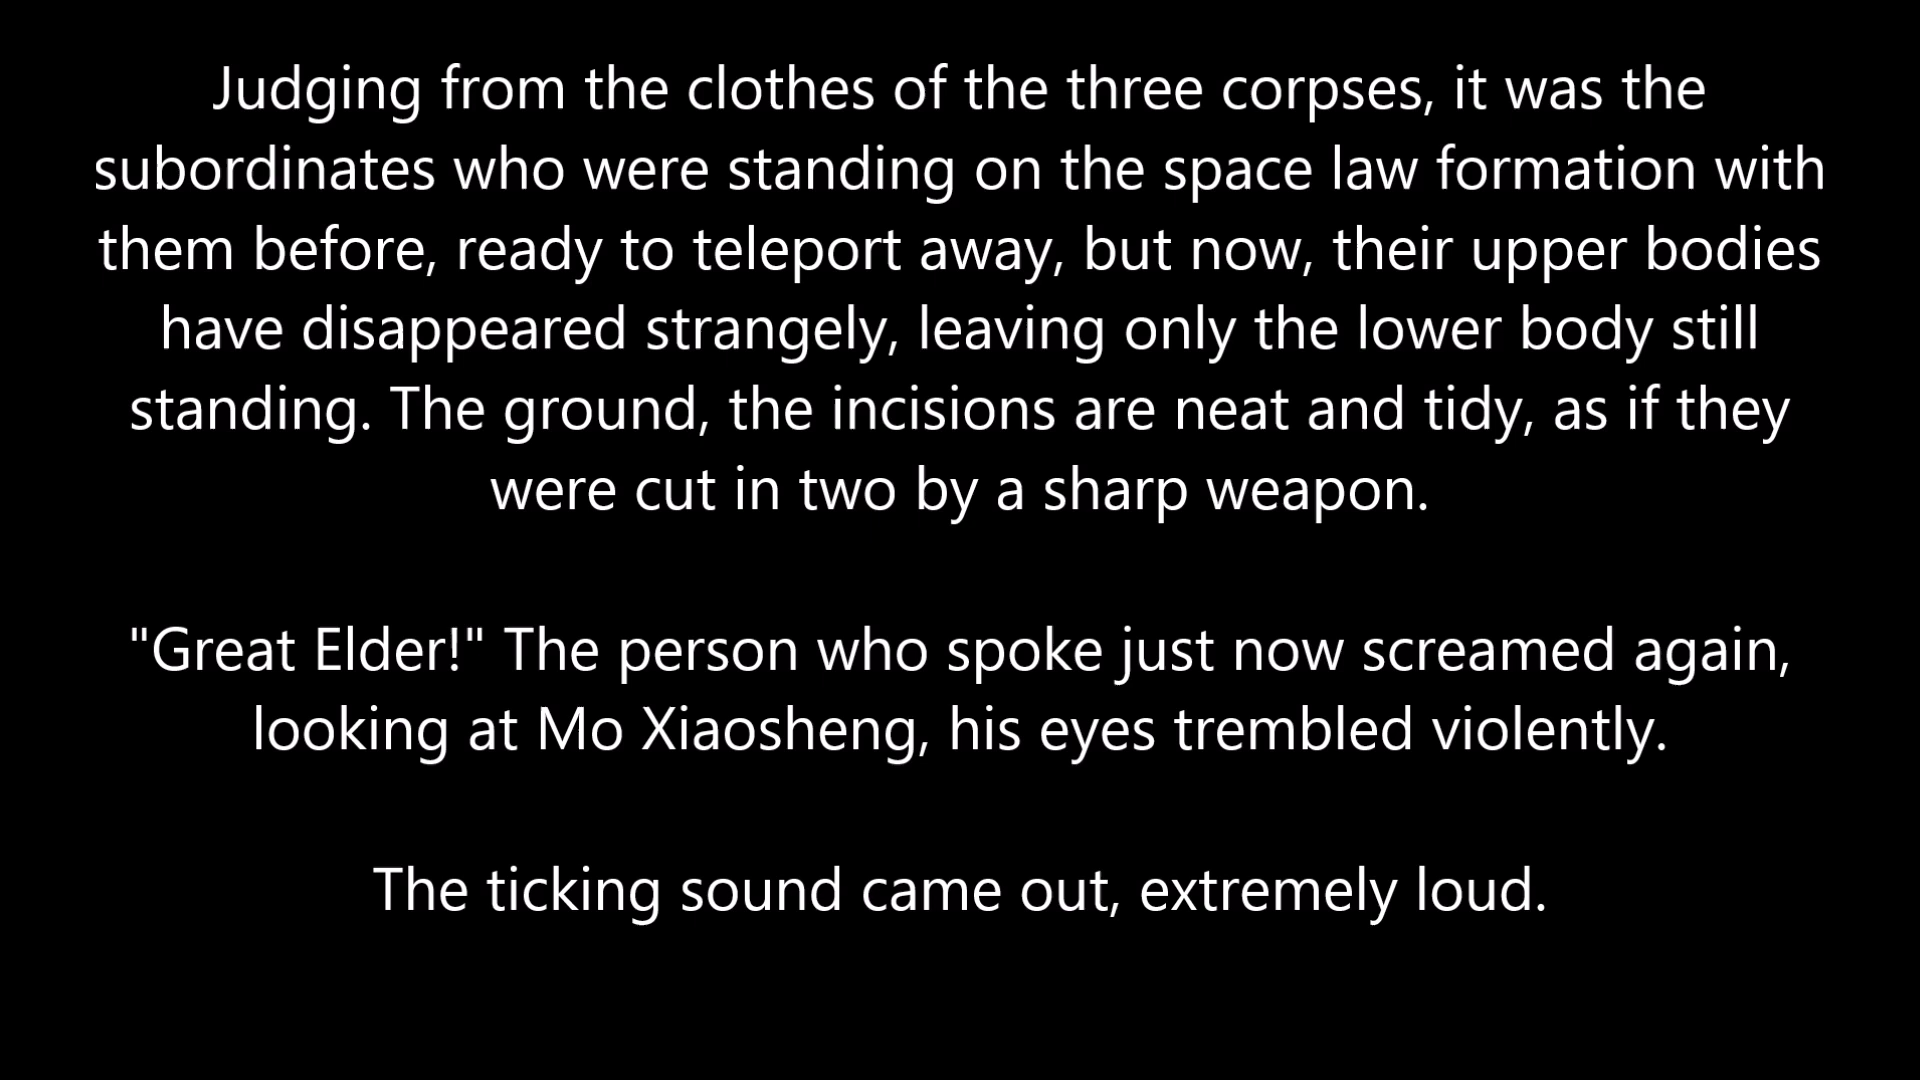 Judging from the clothes of the three corpses, it was the
subordinates who were standing on the space law formation with
them before, ready to teleport away, but now, their upper bodies
have disappeared strangely, leaving only the lower body still
standing. The ground, the incisions are neat and tidy, as if they
were cut in two by a sharp weapon.
"Great Elder!" The person who spoke just now screamed again,
looking at Mo Xiaosheng, his eyes trembled violently.
The ticking sound came out, extremely loud.